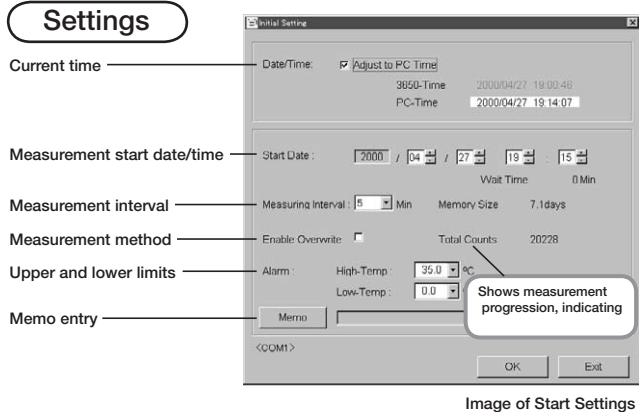 Settings
Initial Setting
Current time
Date/Time: Adjust to PC Time
3650-Time 2000/04/27 19:00:46
PC-Time 2000/04/27 19:14:07
Measurement start date/time
Start Date : 2000 / 04 / 27 19 : 15
Wait Time 0 Min
Measurement interval
Measuring Interval : 5 Min Memory Size 7.1days
Measurement method
Enable Overwrite Total Counts 20228
Upper and lower limits
Alarm : High-Temp : 35.0 °C
Low-Temp : 0.0
Shows measurement
progression, indicating
Memo entry
Memo
<COM1>
OK Exit
Image of Start Settings